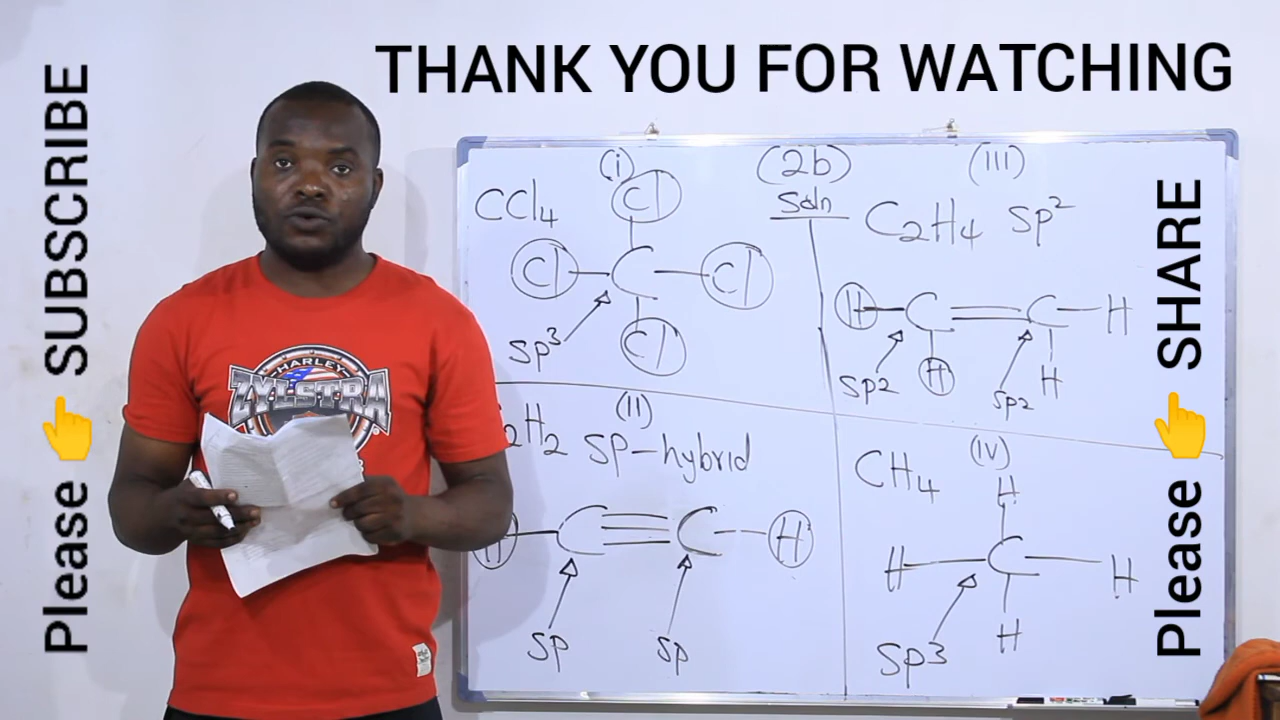 THANK YOU FOR WATCHING
Please 👉 SUBSCRIBE
Please 👉 SHARE
HARLEY
ZYLSTRA
(2b)
Soln
(i)
CCl4
Cl
Cl C Cl
Cl
SP3
(II)
2H2 SP-hybrid
H C C H
SP SP
(III)
C2H4 SP2
H C C H
H H
SP2 SP2
(IV)
CH4
H
H C H
H
SP3